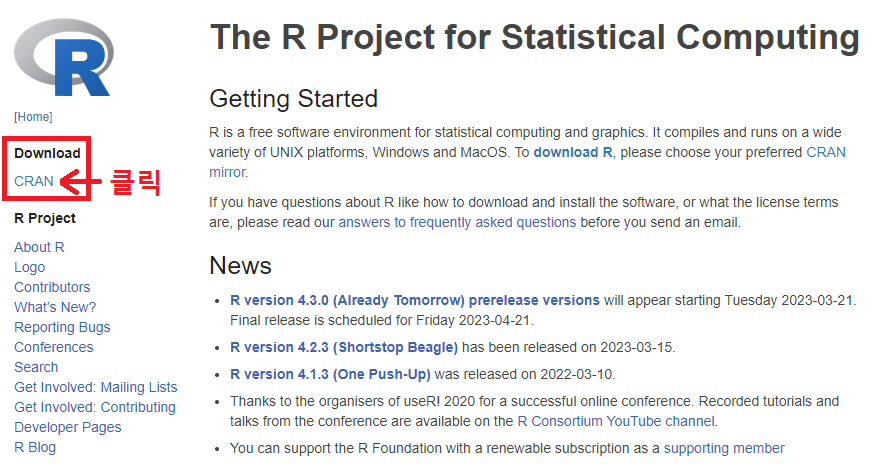 R
[Home]
Download
CRAN 클릭
R Project
About R
Logo
Contributors
What's New?
Reporting Bugs
Conferences
Search
Get Involved: Mailing Lists
Get Involved: Contributing
Developer Pages
R Blog
The R Project for Statistical Computing
Getting Started
R is a free software environment for statistical computing and graphics. It compiles and runs on a wide
variety of UNIX platforms, Windows and MacOS. To download R, please choose your preferred CRAN
mirror.
If you have questions about R like how to download and install the software, or what the license terms
are, please read our answers to frequently asked questions before you send an email.
News
• R version 4.3.0 (Already Tomorrow) prerelease versions will appear starting Tuesday 2023-03-21.
Final release is scheduled for Friday 2023-04-21.
• R version 4.2.3 (Shortstop Beagle) has been released on 2023-03-15.
• R version 4.1.3 (One Push-Up) was released on 2022-03-10.
• Thanks to the organisers of useR! 2020 for a successful online conference. Recorded tutorials and
talks from the conference are available on the R Consortium YouTube channel.
• You can support the R Foundation with a renewable subscription as a supporting member